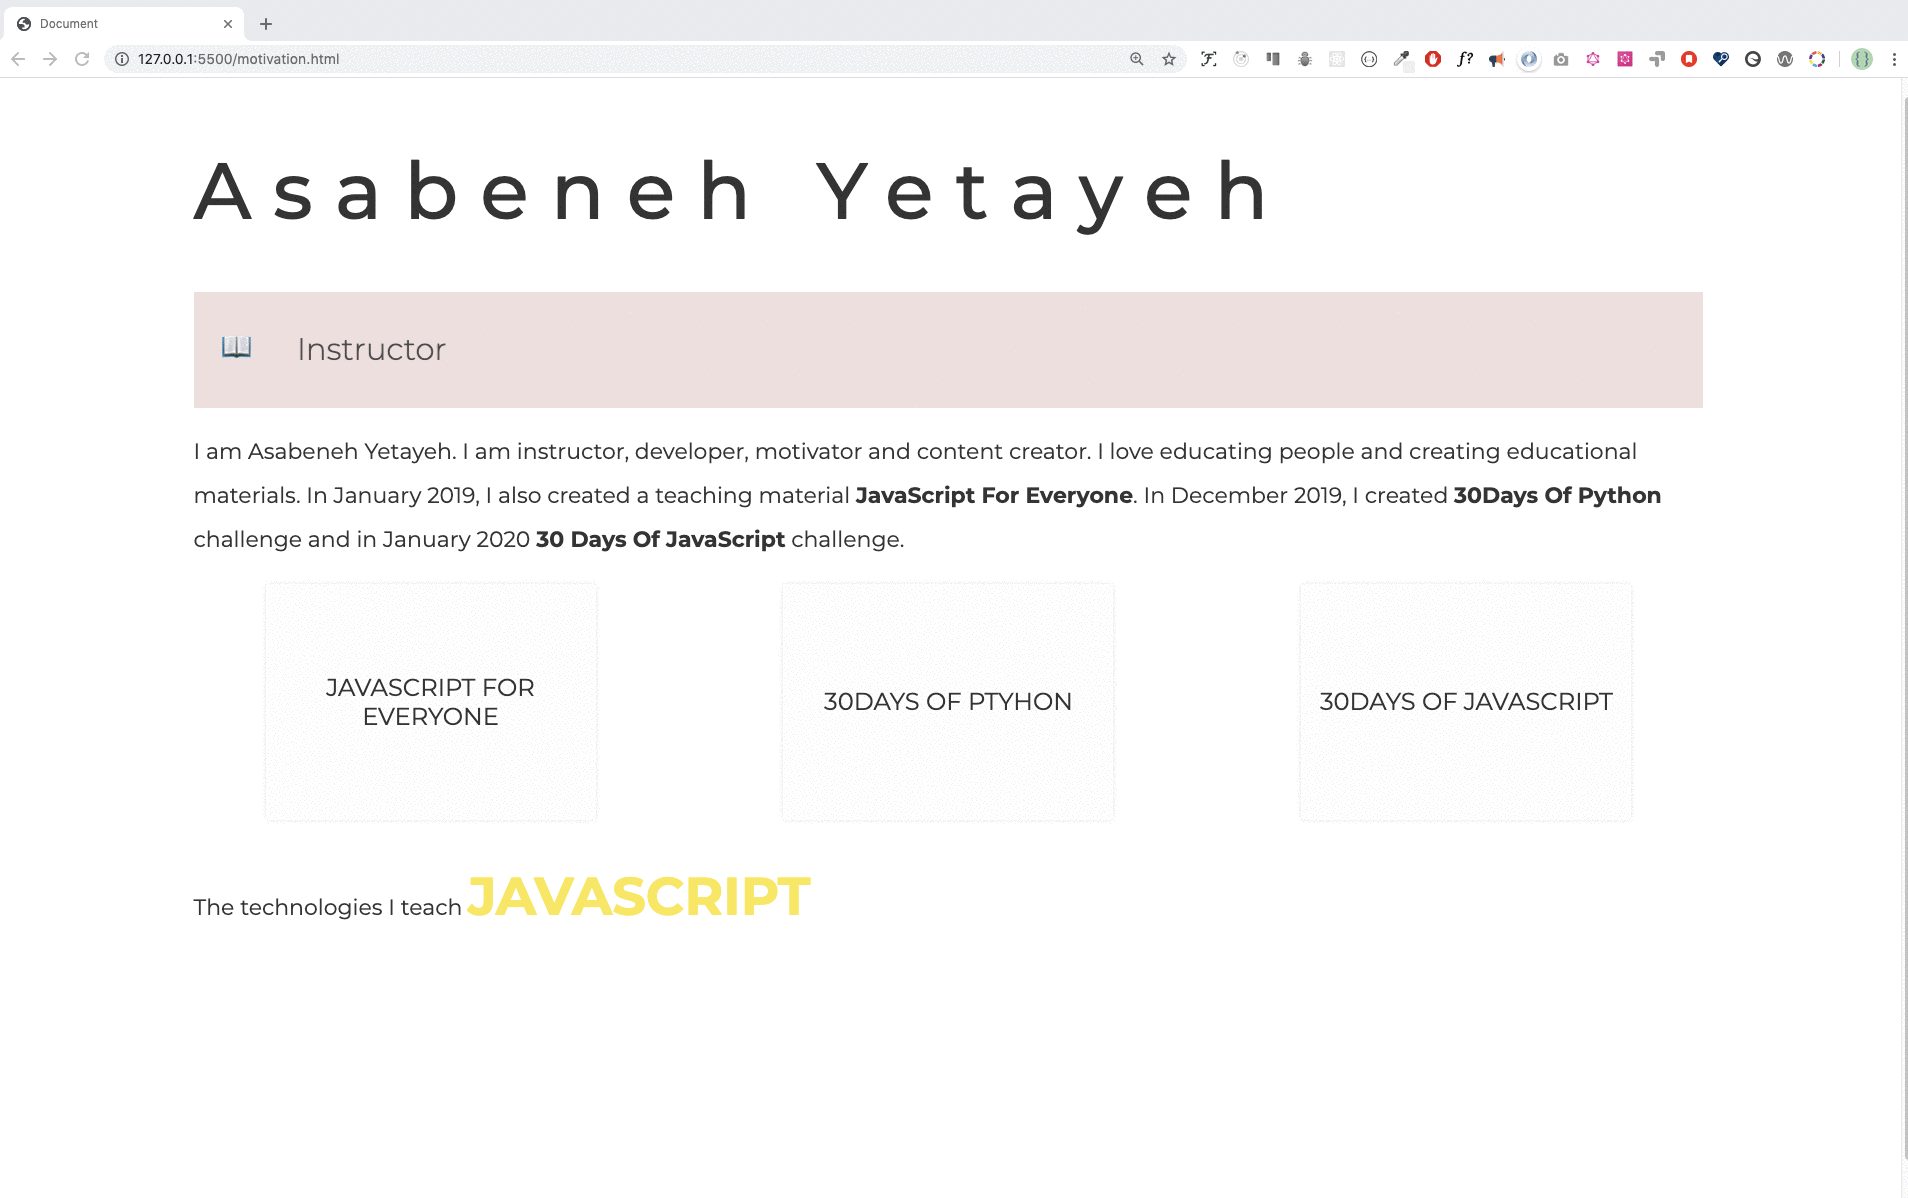 Document
127.0.0.1:5500/motivation.html
f?
Asabeneh Yetayeh
Instructor
I am Asabeneh Yetayeh. I am instructor, developer, motivator and content creator. I love educating people and creating educational
materials. In January 2019, I also created a teaching material JavaScript For Everyone. In December 2019, I created 30Days Of Python
challenge and in January 2020 30 Days Of JavaScript challenge.
JAVASCRIPT FOR
EVERYONE
30DAYS OF PTYHON
30DAYS OF JAVASCRIPT
The technologies I teach JAVASCRIPT